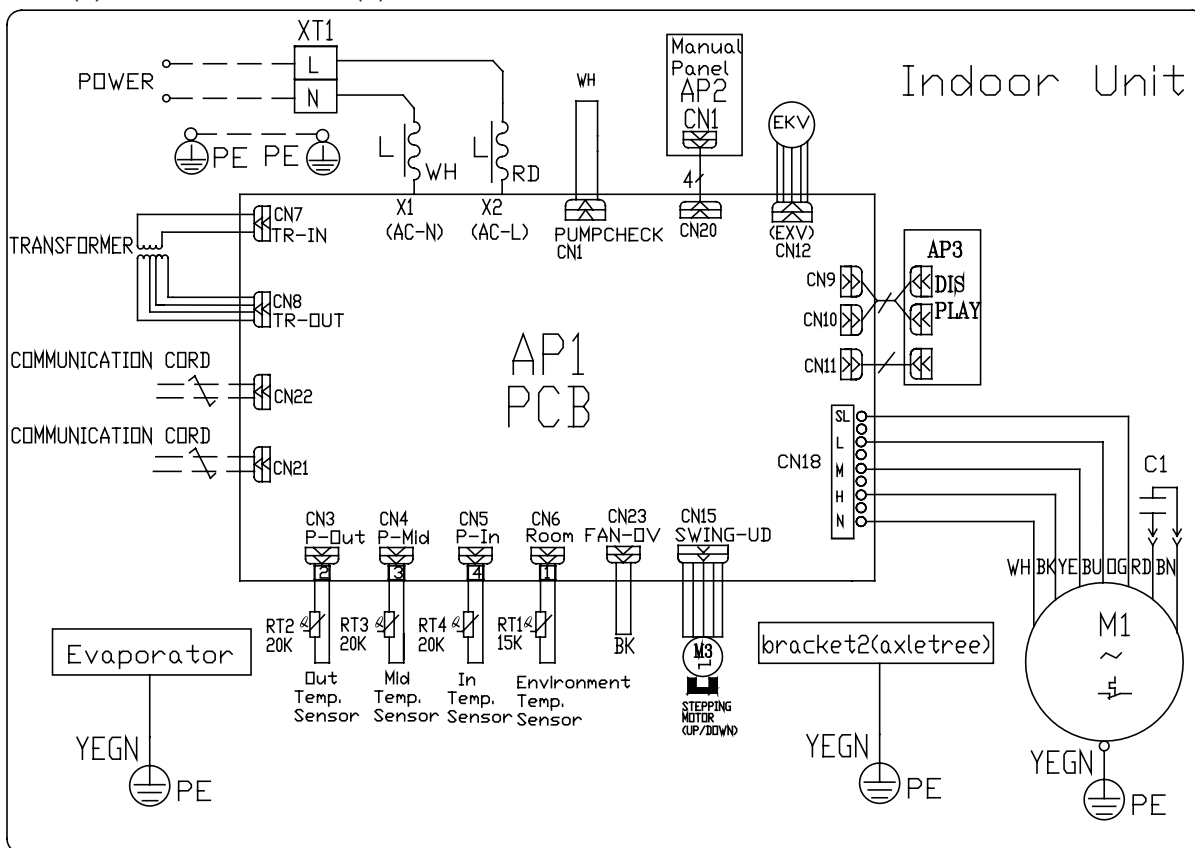 Indoor Unit
XT1
L
N
POWER
PE PE
L
WH
L
RD
WH
Manual
Panel
AP2
CN1
4
EKV
X1
(AC-N)
X2
(AC-L)
PUMPCHECK
CN1
CN20
(EXV)
CN12
CN7
TR-IN
TRANSFORMER
CN8
TR-OUT
COMMUNICATION CORD
CN22
COMMUNICATION CORD
CN21
AP1
PCB
CN9
CN10
CN11
AP3
DIS
PLAY
CN18
SL
L
M
H
N
C1
WH BK YE BU OG RD BN
M1
~
YEGN
PE
CN3
P-Out
CN4
P-Mid
CN5
P-In
CN6
Room
CN23
FAN-OV
CN15
SWING-UD
2
3
4
1
RT2
20K
RT3
20K
RT4
20K
RT1
15K
BK
M3
STEPPING
MOTOR
(UP/DOWN)
Out
Temp.
Sensor
Mid
Temp.
Sensor
In
Temp.
Sensor
Environment
Temp.
Sensor
Evaporator
YEGN
PE
bracket2(axletree)
YEGN
PE